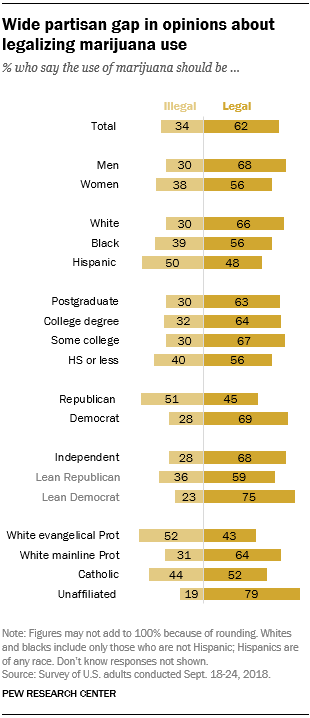 Wide partisan gap in opinions about
legalizing marijuana use
% who say the use of marijuana should be ...
Illegal Legal
Total 34 62
Men 30 68
Women 38 56
White 30 66
Black 39 56
Hispanic 50 48
Postgraduate 30 63
College degree 32 64
Some college 30 67
HS or less 40 56
Republican 51 45
Democrat 28 69
Independent 28 68
Lean Republican 36 59
Lean Democrat 23 75
White evangelical Prot 52 43
White mainline Prot 31 64
Catholic 44 52
Unaffiliated 19 79
Note: Figures may not add to 100% because of rounding. Whites
and blacks include only those who are not Hispanic; Hispanics are
of any race. Don't know responses not shown.
Source: Survey of U.S. adults conducted Sept. 18-24, 2018.
PEW RESEARCH CENTER